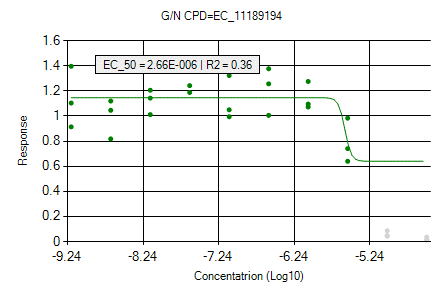 G/N CPD=EC_11189194
EC_50 = 2.66E-006 | R2 = 0.36
Response
1.6
1.4
1.2
1
0.8
0.6
0.4
0.2
0
-9.24 -8.24 -7.24 -6.24 -5.24
Concentatrion (Log10)